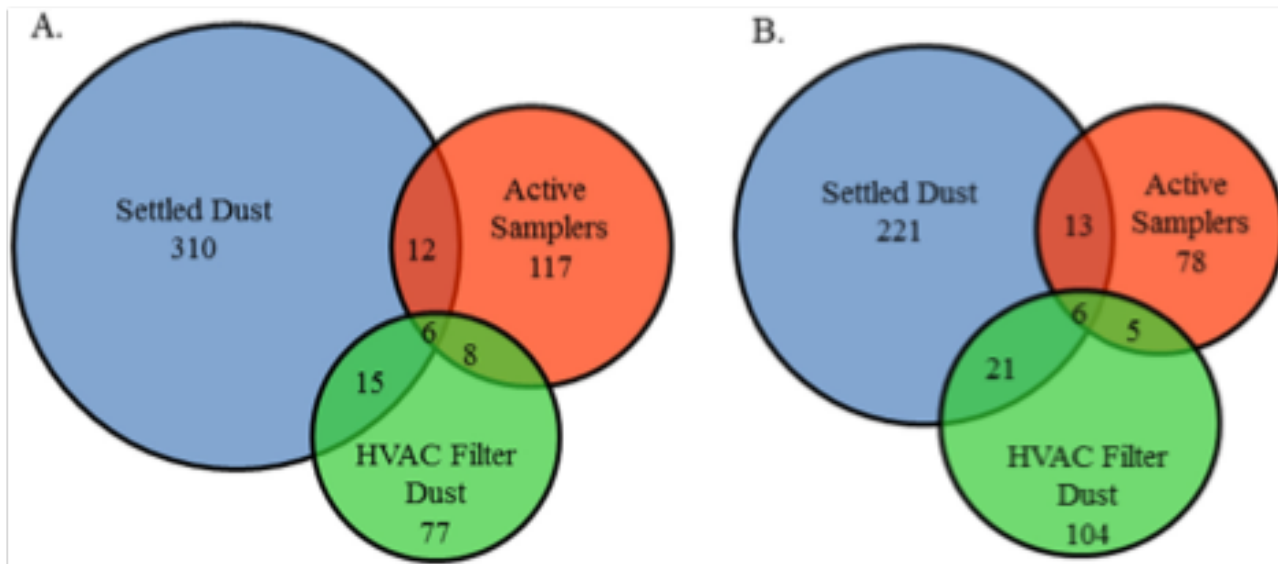 A.
Settled Dust
310
Active
Samplers
117
12
6
8
15
HVAC Filter
Dust
77
B.
Settled Dust
221
Active
Samplers
78
13
6
5
21
HVAC Filter
Dust
104